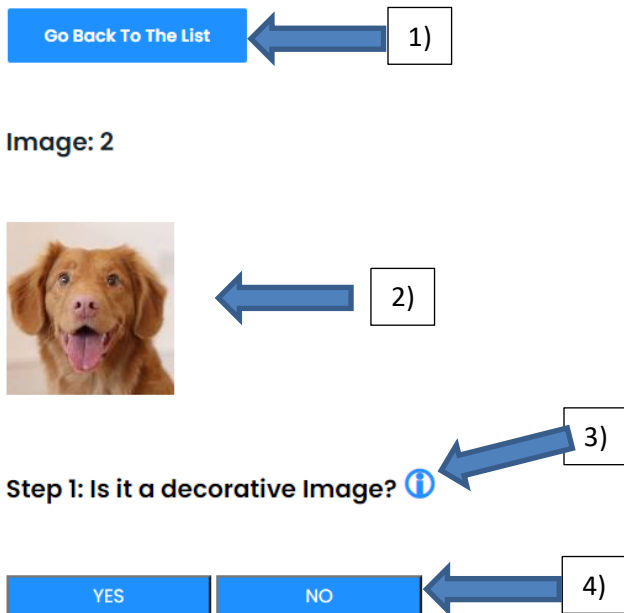 Go Back To The List 1)
Image: 2
2)
3)
Step 1: Is it a decorative Image? ⓘ
YES NO 4)